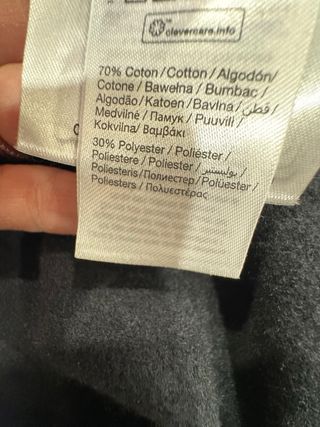 clevercare.info
70% Coton/Cotton/Algodón/
Cotone/Bawełna/Bumbac/
Algodão/Katoen/Bavlna/قطن/
Medvilnė/Памук/Puuvill/
Kokvilna/Βαμβάκι
30% Polyester/Poliéster/
Poliestere/Poliester/بوليستير/
Poliesteris/Полиестер/Polüester/
Poliesters/Πολυεστέρας